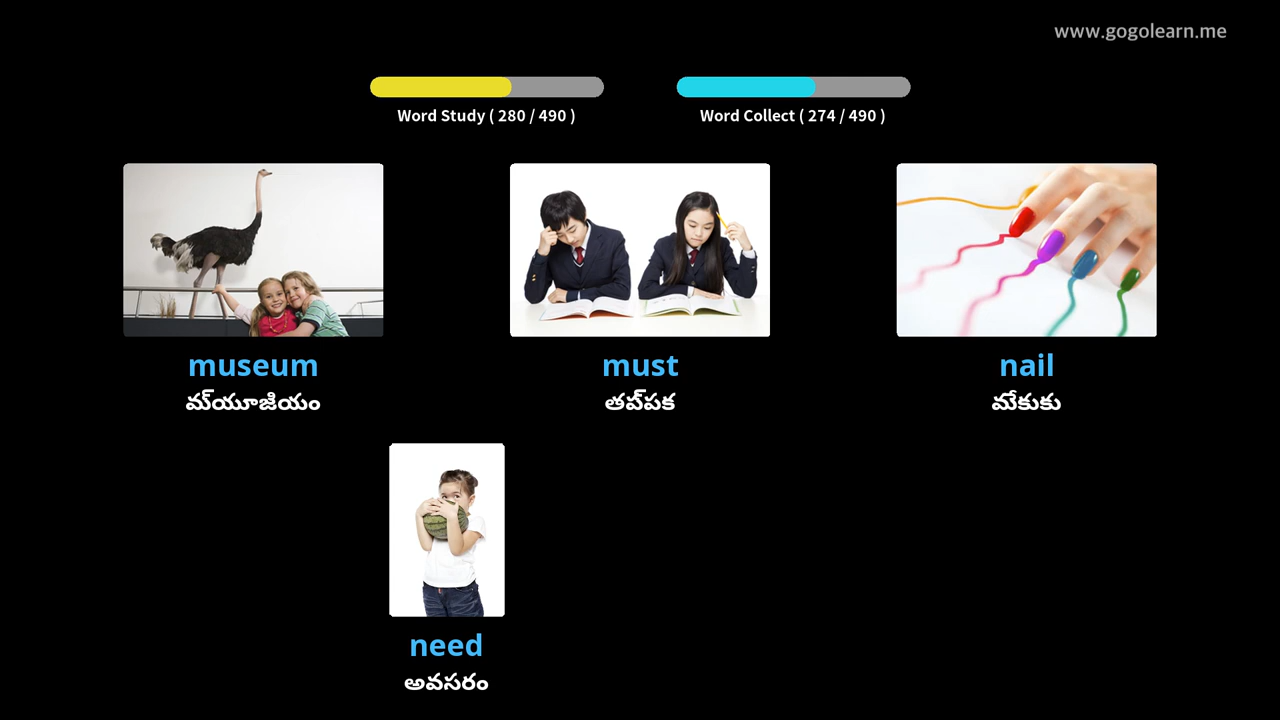 www.gogolearn.me
Word Study ( 280 / 490 )
Word Collect ( 274 / 490 )
museum
మ్యూజియం
must
తప్పక
nail
మేకుకు
need
అవసరం